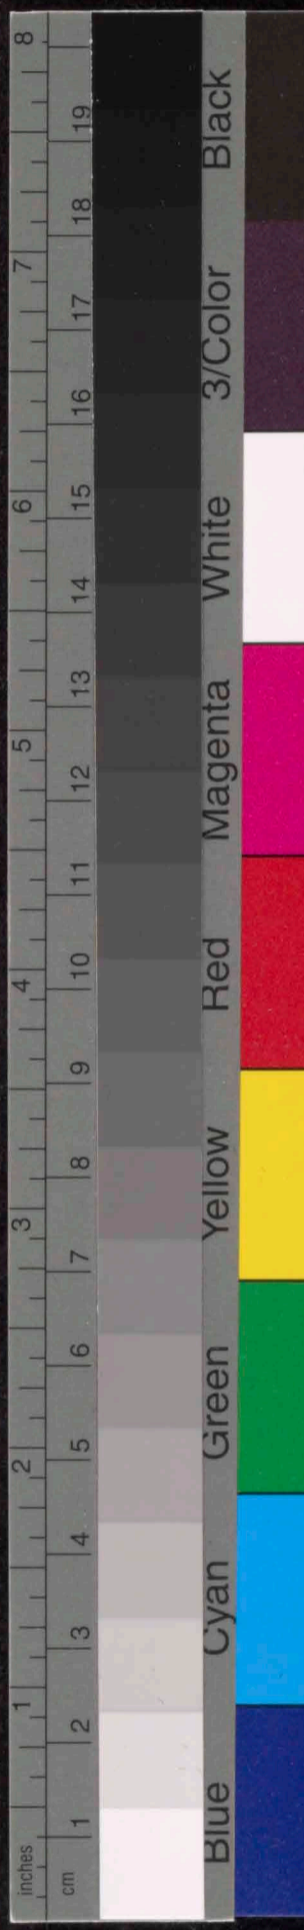 inches 1 2 3 4 5 6 7 8
cm 1 2 3 4 5 6 7 8 9 10 11 12 13 14 15 16 17 18 19
Blue Cyan Green Yellow Red Magenta White 3/Color Black